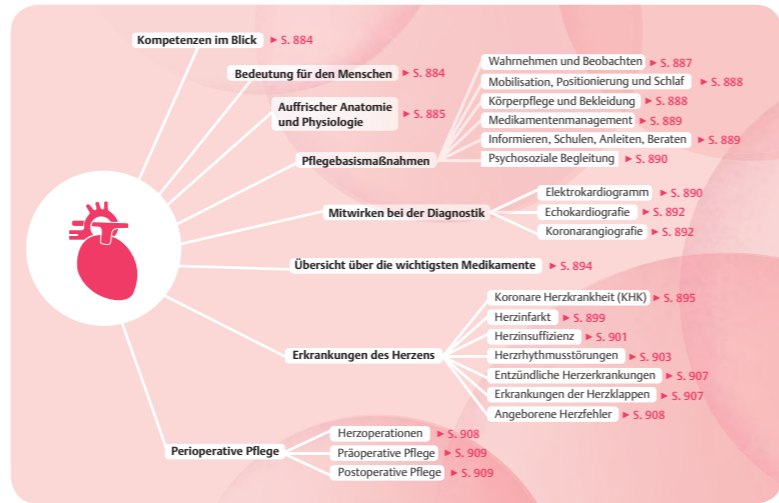 Kompetenzen im Blick ► S. 884
Bedeutung für den Menschen ► S. 884
Auffrischer Anatomie
und Physiologie ► S. 885
Pflegebasismaßnahmen
Wahrnehmen und Beobachten ► S. 887
Mobilisation, Positionierung und Schlaf ► S. 888
Körperpflege und Bekleidung ► S. 888
Medikamentenmanagement ► S. 889
Informieren, Schulen, Anleiten, Beraten ► S. 889
Psychosoziale Begleitung ► S. 890
Mitwirken bei der Diagnostik
Elektrokardiogramm ► S. 890
Echokardiografie ► S. 892
Koronarangiografie ► S. 892
Übersicht über die wichtigsten Medikamente ► S. 894
Erkrankungen des Herzens
Koronare Herzkrankheit (KHK) ► S. 895
Herzinfarkt ► S. 899
Herzinsuffizienz ► S. 901
Herzrhythmusstörungen ► S. 903
Entzündliche Herzerkrankungen ► S. 907
Erkrankungen der Herzklappen ► S. 907
Angeborene Herzfehler ► S. 908
Perioperative Pflege
Herzoperationen ► S. 908
Präoperative Pflege ► S. 909
Postoperative Pflege ► S. 909